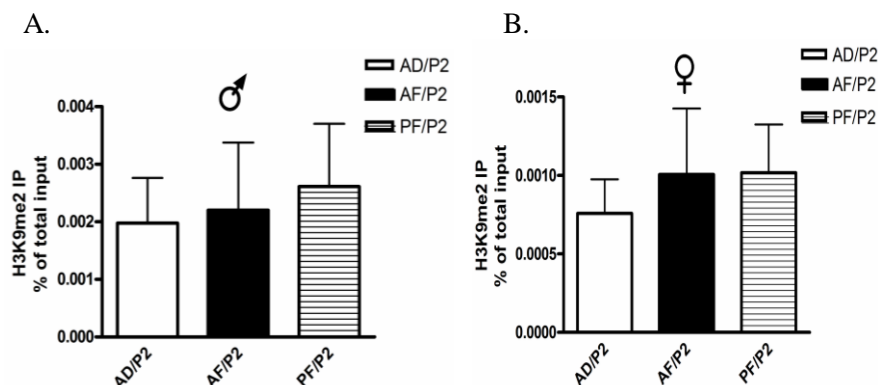 A.
AD/P2
AF/P2
PF/P2
♂
0.004
0.003
0.002
0.001
0.000
H3K9me2 IP
% of total input
AD/P2
AF/P2
PF/P2
B.
AD/P2
AF/P2
PF/P2
♀
0.0015
0.0010
0.0005
0.0000
H3K9me2 IP
% of total input
AD/P2
AF/P2
PF/P2